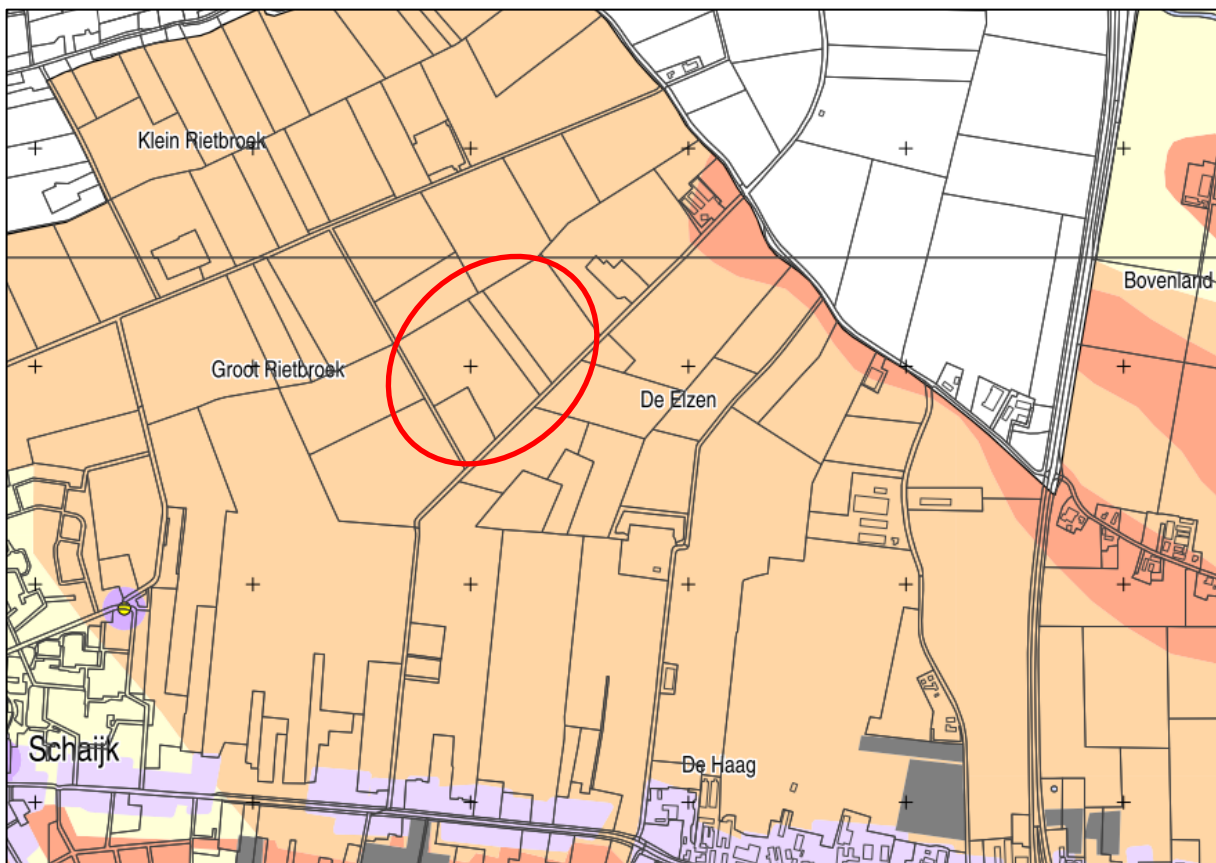 Klein Rietbroek
Bovenland
Groot Rietbroek
De Elzen
Schaijk
De Haag